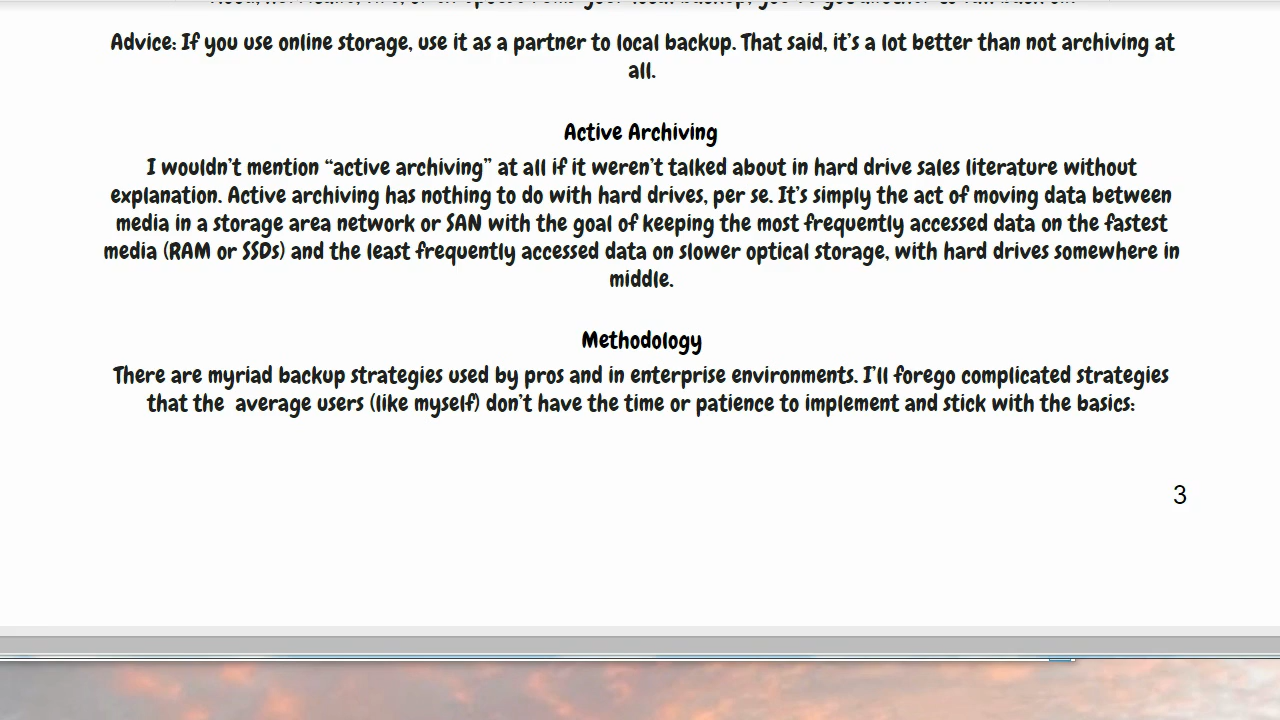 Advice: If you use online storage, use it as a partner to local backup. That said, it's a lot better than not archiving at
all.
Active Archiving
I wouldn't mention “active archiving” at all if it weren't talked about in hard drive sales literature without
explanation. Active archiving has nothing to do with hard drives, per se. It's simply the act of moving data between
media in a storage area network or SAN with the goal of keeping the most frequently accessed data on the fastest
media (RAM or SSDs) and the least frequently accessed data on slower optical storage, with hard drives somewhere in
middle.
Methodology
There are myriad backup strategies used by pros and in enterprise environments. I'll forego complicated strategies
that the  average users (like myself) don't have the time or patience to implement and stick with the basics:
3